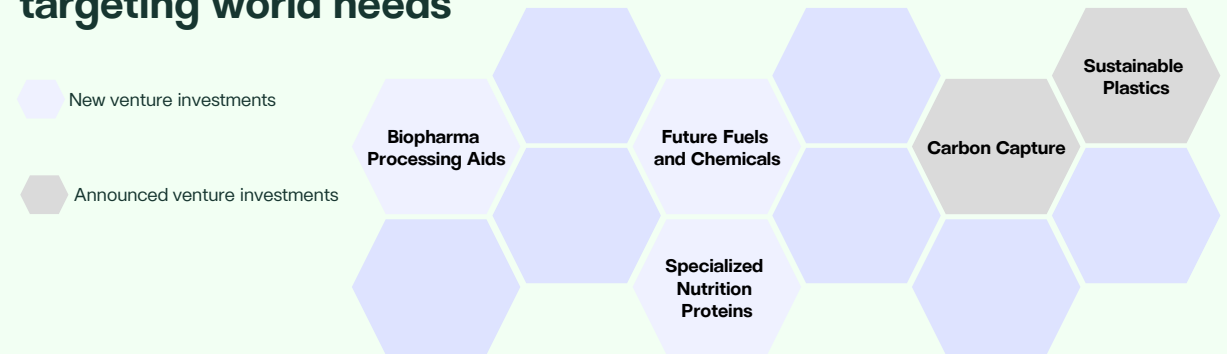 targeting world needs
New venture investments
Announced venture investments
Biopharma
Processing Aids
Future Fuels
and Chemicals
Specialized
Nutrition
Proteins
Carbon Capture
Sustainable
Plastics